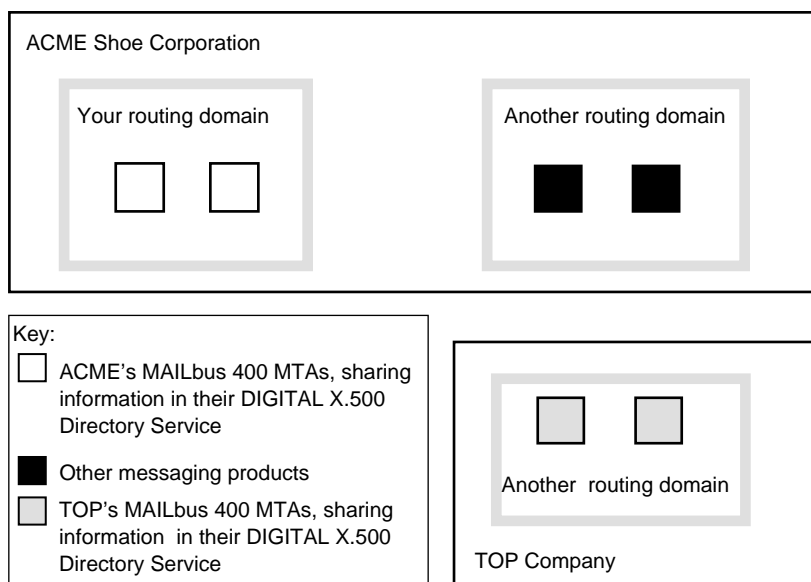 ACME Shoe Corporation
Your routing domain
Another routing domain
Key:
ACME’s MAILbus 400 MTAs, sharing
information in their DIGITAL X.500
Directory Service
Other messaging products
TOP’s MAILbus 400 MTAs, sharing
information in their DIGITAL X.500
Directory Service
Another routing domain
TOP Company